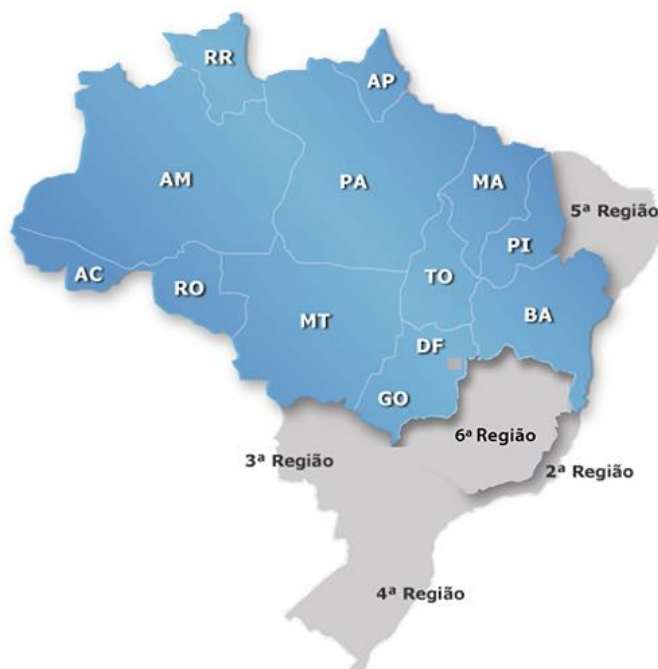 RR
AP
AM
PA
MA
5ª Região
PI
AC
RO
TO
MT
BA
DF
GO
6ª Região
3ª Região
2ª Região
4ª Região